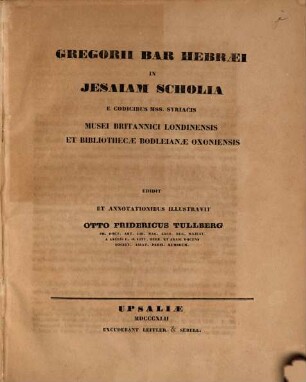 GREGORII BAR HEBRÆI
IN
JESAIAM SCHOLIA
E CODICIBUS MSS. SYRIACIS
MUSEI BRITANNICI LONDINENSIS
ET BIBLIOTHECÆ BODLEIANÆ OXONIENSIS
EDIDIT
ET ANNOTATIONIBUS ILLUSTRAVIT
OTTO FRIDERICUS TULLBERG
UPSALIÆ
MDCCCXLII
EXCUDEBANT LEFFLER & SEBELL.